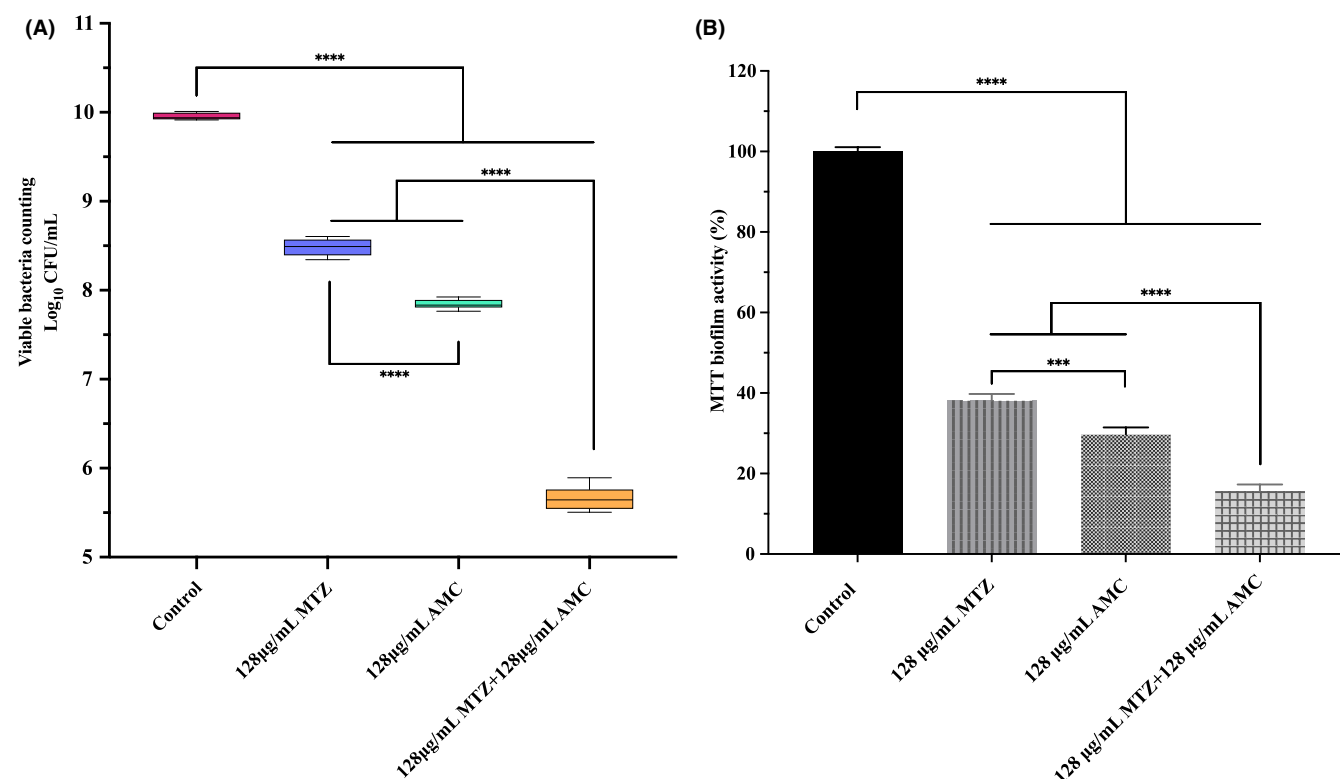 (A)
11
10
9
8
7
6
5
Viable bacteria counting
Log10 CFU/mL
****
****
****
Control
128µg/mL MTZ
128µg/mL AMC
128µg/mL MTZ+128µg/mL AMC
(B)
120
100
80
60
40
20
0
MTT biofilm activity (%)
****
****
***
Control
128 µg/mL MTZ
128 µg/mL AMC
128 µg/mL MTZ+128 µg/mL AMC